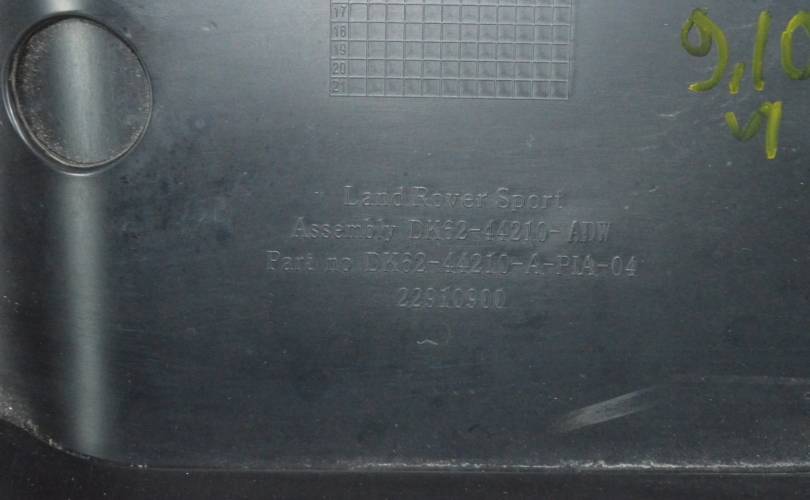 17
18
19
20
21
9,10
Land Rover Sport
Assembly DK62-44210-ADW
Part no DK62-44210-A-PIA-04
22910900